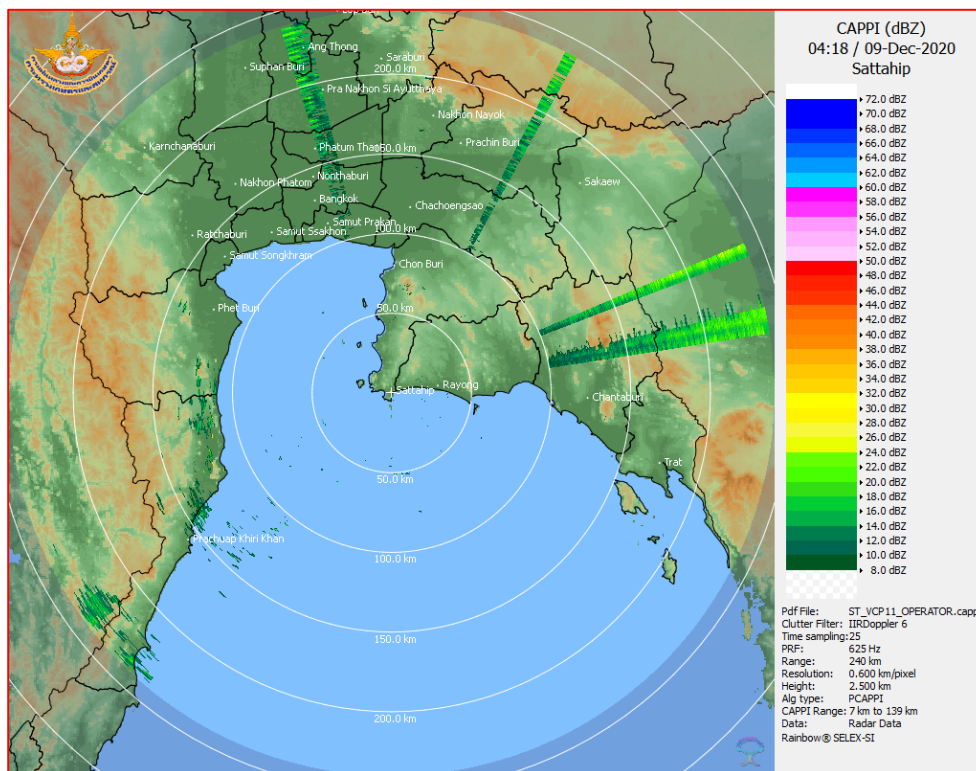 CAPPI (dBZ)
04:18 / 09-Dec-2020
Sattahip
72.0 dBZ
70.0 dBZ
68.0 dBZ
66.0 dBZ
64.0 dBZ
62.0 dBZ
60.0 dBZ
58.0 dBZ
56.0 dBZ
54.0 dBZ
52.0 dBZ
50.0 dBZ
48.0 dBZ
46.0 dBZ
44.0 dBZ
42.0 dBZ
40.0 dBZ
38.0 dBZ
36.0 dBZ
34.0 dBZ
32.0 dBZ
30.0 dBZ
28.0 dBZ
26.0 dBZ
24.0 dBZ
22.0 dBZ
20.0 dBZ
18.0 dBZ
16.0 dBZ
14.0 dBZ
12.0 dBZ
10.0 dBZ
8.0 dBZ
Pdf File: ST_VCP11_OPERATOR.capp
Clutter Filter: IIRDoppler 6
Time sampling:25
PRF: 625 Hz
Range: 240 km
Resolution: 0.600 km/pixel
Height: 2.500 km
Alg type: PCAPPI
CAPPI Range: 7 km to 139 km
Data: Radar Data
Rainbow® SELEX-SI
Ang Thong
Saraburi
Suphan Buri
200.0 km
Pra Nakhon Si Ayutthaya
Nakhon Nayok
Karnchanaburi
Phatum Thani
150.0 km
Prachin Buri
Nakhon Phatom
Nonthaburi
Sakaew
Bangkok
Chachoengsao
Ratchaburi
Samut Ssakhon
Samut Prakan
100.0 km
Samut Songkhram
Chon Buri
Phet Buri
50.0 km
Sattahip
Rayong
Chantaburi
Trat
50.0 km
Prachuap Khiri Khan
100.0 km
150.0 km
200.0 km